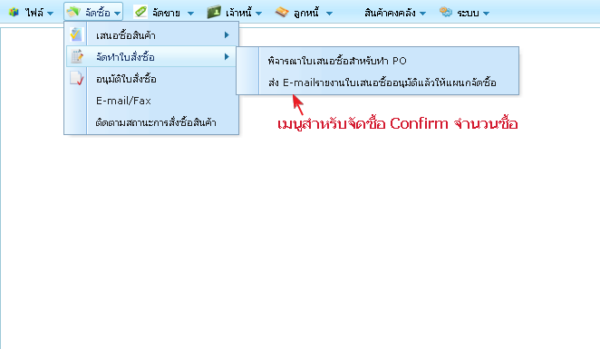 ไฟล์ จัดซื้อ จัดขาย เจ้าหนี้ ลูกหนี้ สินค้าคงคลัง ระบบ
เสนอซื้อสินค้า
จัดทำใบสั่งซื้อ
พิจารณาใบเสนอซื้อสำหรับทำ PO
อนุมัติใบสั่งซื้อ
ส่ง E-mailรายงานใบเสนอซื้ออนุมัติแล้วให้แผนกจัดซื้อ
E-mail/Fax
ติดตามสถานะการสั่งซื้อสินค้า
เมนูสำหรับจัดซื้อ Confirm จำนวนซื้อ